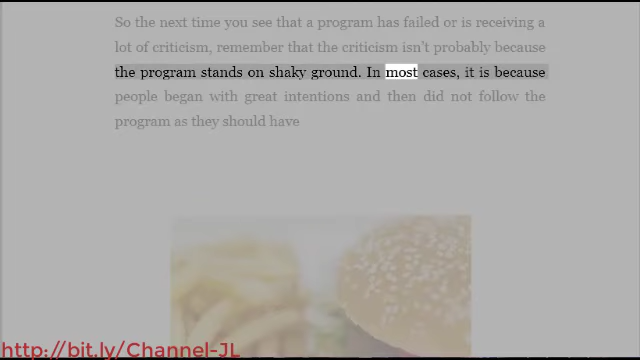 So the next time you see that a program has failed or is receiving a
lot of criticism, remember that the criticism isn't probably because
the program stands on shaky ground. In most cases, it is because
people began with great intentions and then did not follow the
program as they should have
http://bit.ly/Channel-JL